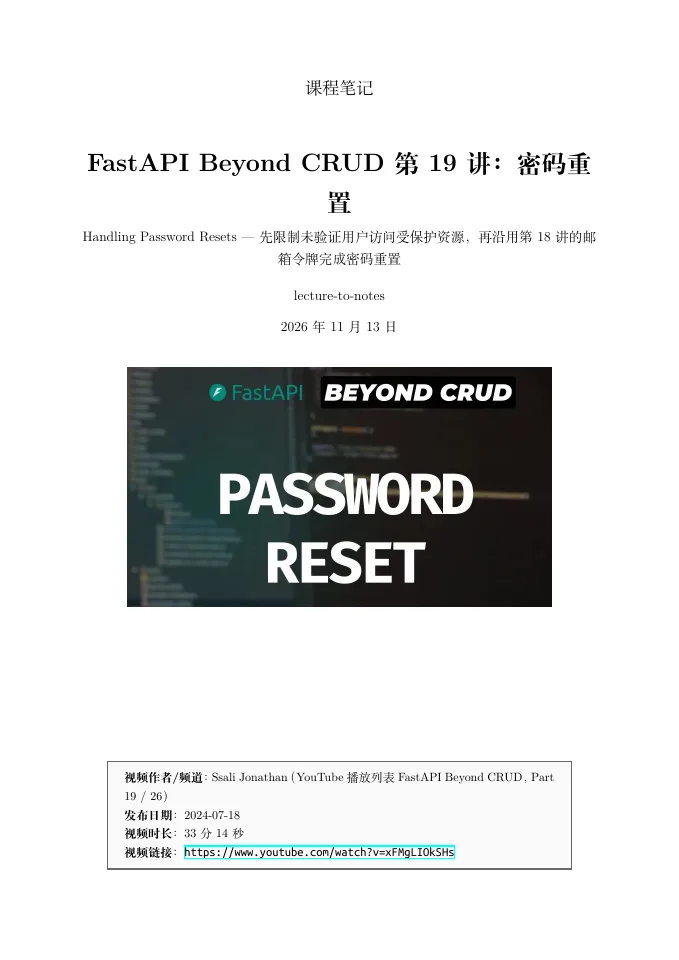 课程笔记
FastAPI Beyond CRUD 第 19 讲：密码重
置
Handling Password Resets — 先限制未验证用户访问受保护资源，再沿用第 18 讲的邮
箱令牌完成密码重置
lecture-to-notes
2026 年 11 月 13 日
FastAPI BEYOND CRUD
PASSWORD
RESET
视频作者/频道：Ssali Jonathan（YouTube 播放列表 FastAPI Beyond CRUD，Part
19 / 26）
发布日期：2024-07-18
视频时长：33 分 14 秒
视频链接：https://www.youtube.com/watch?v=xFMgLIOkSHs